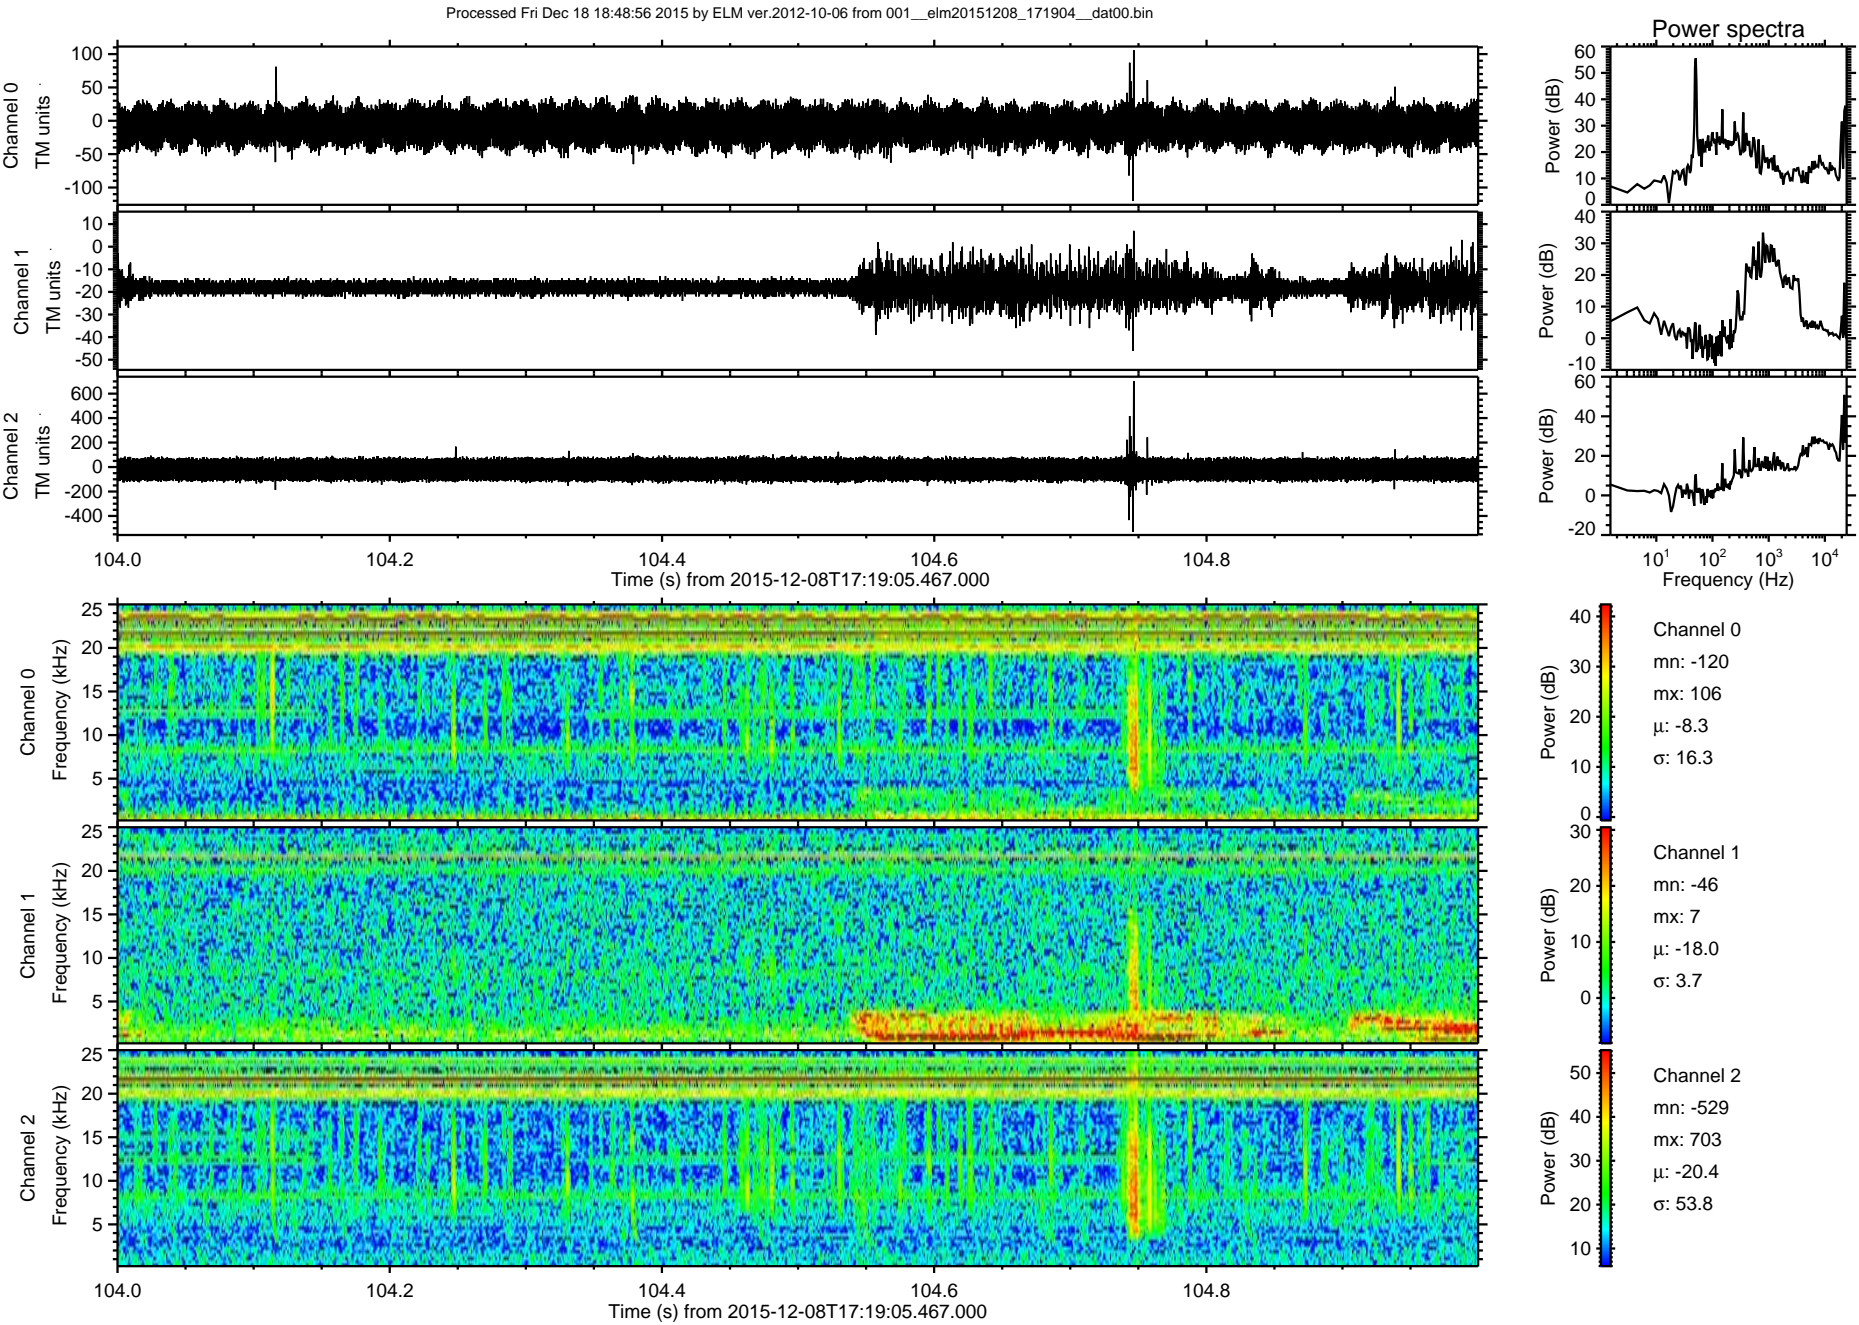 Processed Fri Dec 18 18:48:56 2015 by ELM ver.2012-10-06 from 001__elm20151208_171904__dat00.bin
Power spectra
Channel 0
TM units
100
50
0
-50
-100
Power (dB)
60
50
40
30
20
10
0
Channel 1
TM units
10
0
-10
-20
-30
-40
-50
Power (dB)
40
30
20
10
0
-10
Channel 2
TM units
600
400
200
0
-200
-400
Power (dB)
60
40
20
0
-20
104.0 104.2 104.4 104.6 104.8
Time (s) from 2015-12-08T17:19:05.467.000
10¹ 10² 10³ 10⁴
Frequency (Hz)
Channel 0
Frequency (kHz)
25
20
15
10
5
Power (dB)
40
30
20
10
0
Channel 0
mn: -120
mx: 106
µ: -8.3
σ: 16.3
Channel 1
Frequency (kHz)
25
20
15
10
5
Power (dB)
30
20
10
0
Channel 1
mn: -46
mx: 7
µ: -18.0
σ: 3.7
Channel 2
Frequency (kHz)
25
20
15
10
5
Power (dB)
50
40
30
20
10
Channel 2
mn: -529
mx: 703
µ: -20.4
σ: 53.8
104.0 104.2 104.4 104.6 104.8
Time (s) from 2015-12-08T17:19:05.467.000